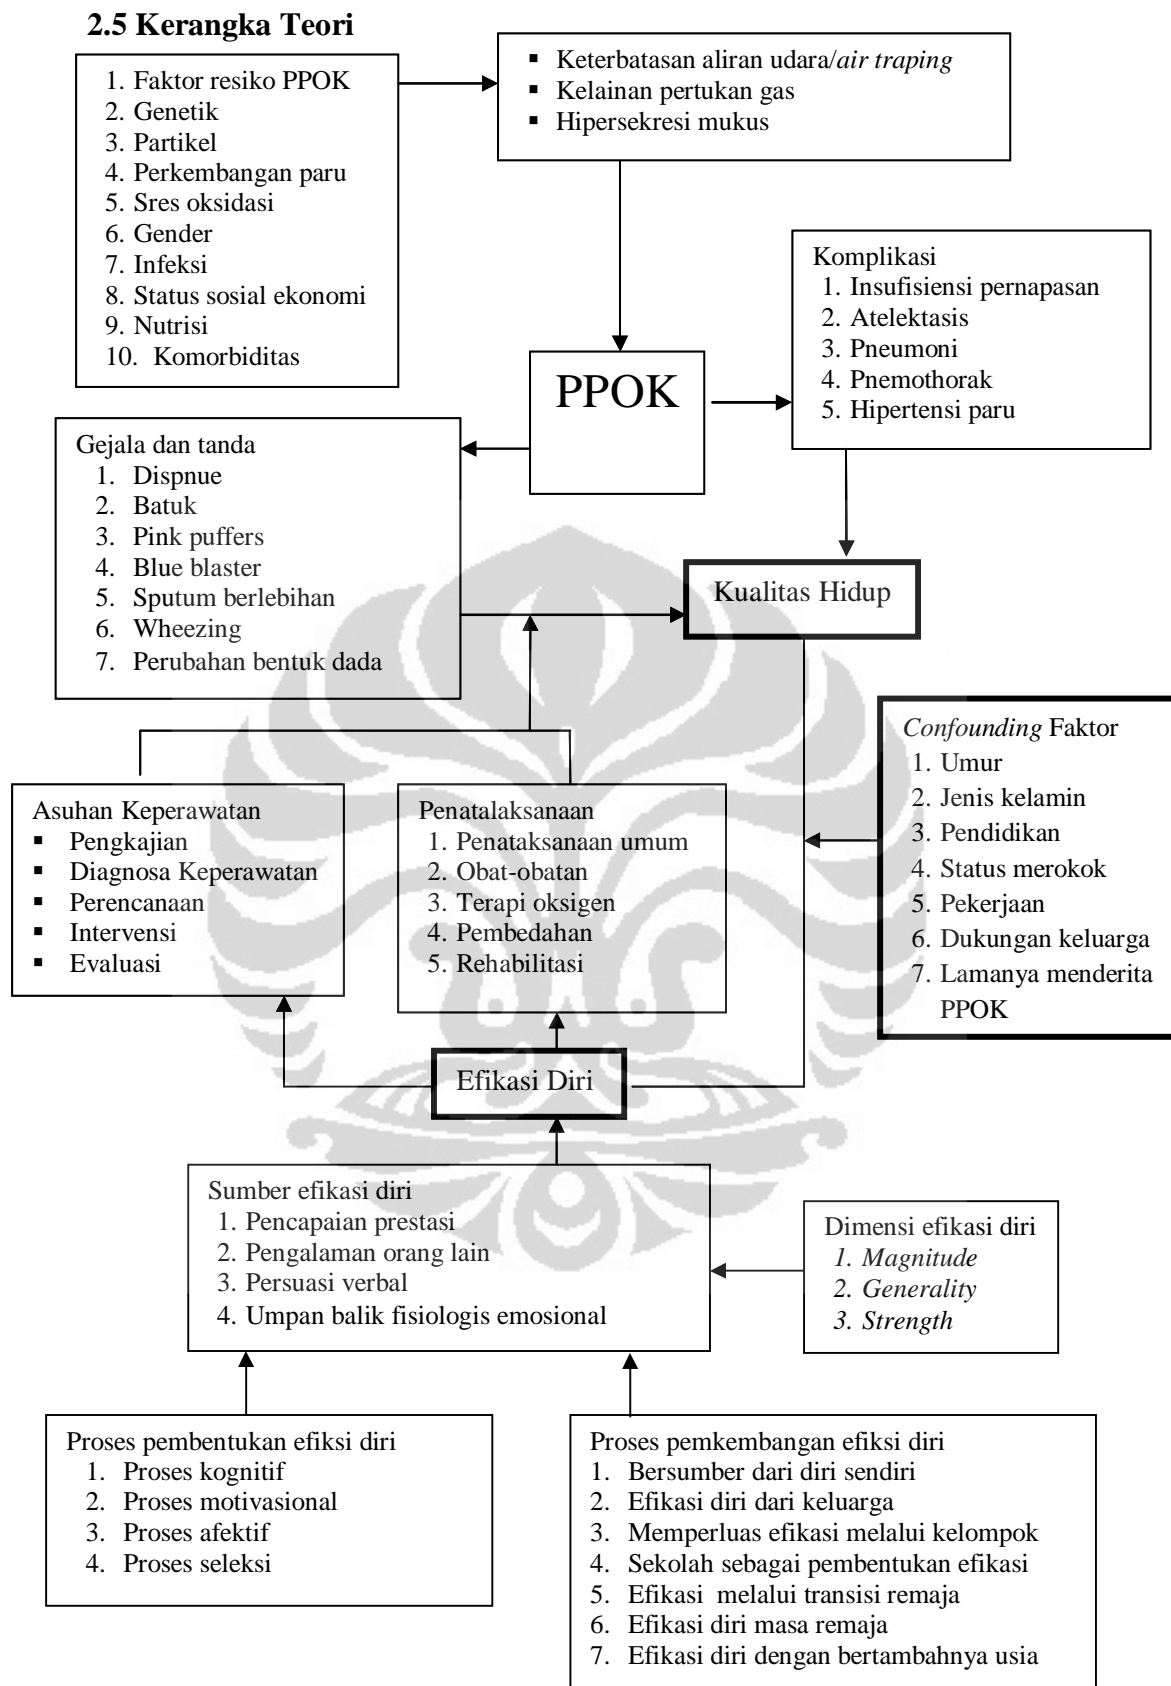 2.5 Kerangka Teori
1. Faktor resiko PPOK
2. Genetik
3. Partikel
4. Perkembangan paru
5. Sres oksidasi
6. Gender
7. Infeksi
8. Status sosial ekonomi
9. Nutrisi
10. Komorbiditas
▪ Keterbatasan aliran udara/air traping
▪ Kelainan pertukan gas
▪ Hipersekresi mukus
Komplikasi
1. Insufisiensi pernapasan
2. Atelektasis
3. Pneumoni
4. Pnemothorak
5. Hipertensi paru
PPOK
Gejala dan tanda
1. Dispnue
2. Batuk
3. Pink puffers
4. Blue blaster
5. Sputum berlebihan
6. Wheezing
7. Perubahan bentuk dada
Kualitas Hidup
Confounding Faktor
1. Umur
2. Jenis kelamin
3. Pendidikan
4. Status merokok
5. Pekerjaan
6. Dukungan keluarga
7. Lamanya menderita
PPOK
Asuhan Keperawatan
▪ Pengkajian
▪ Diagnosa Keperawatan
▪ Perencanaan
▪ Intervensi
▪ Evaluasi
Penatalaksanaan
1. Penataksanaan umum
2. Obat-obatan
3. Terapi oksigen
4. Pembedahan
5. Rehabilitasi
Efikasi Diri
Sumber efikasi diri
1. Pencapaian prestasi
2. Pengalaman orang lain
3. Persuasi verbal
4. Umpan balik fisiologis emosional
Dimensi efikasi diri
1. Magnitude
2. Generality
3. Strength
Proses pembentukan efiksi diri
1. Proses kognitif
2. Proses motivasional
3. Proses afektif
4. Proses seleksi
Proses pemkembangan efiksi diri
1. Bersumber dari diri sendiri
2. Efikasi diri dari keluarga
3. Memperluas efikasi melalui kelompok
4. Sekolah sebagai pembentukan efikasi
5. Efikasi melalui transisi remaja
6. Efikasi diri masa remaja
7. Efikasi diri dengan bertambahnya usia